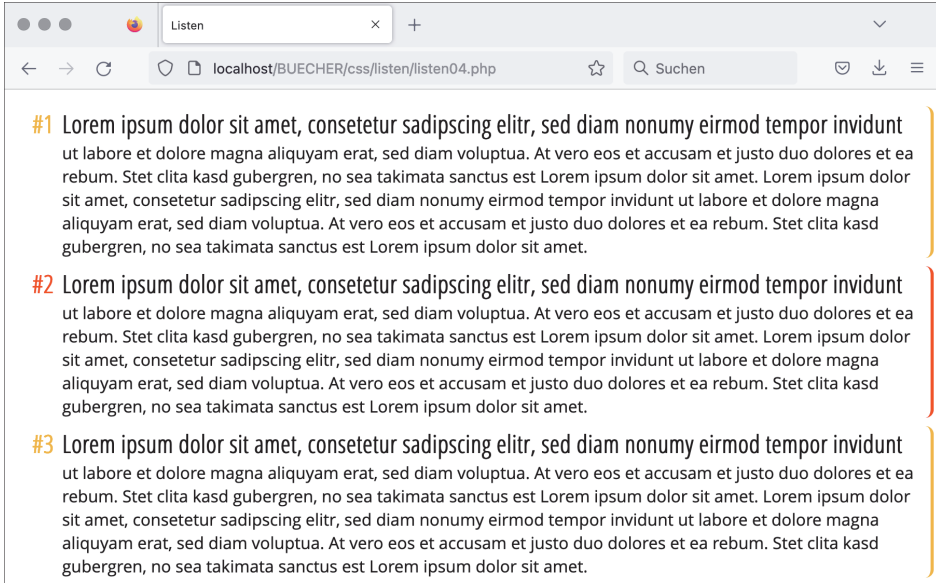 Listen
localhost/BUECHER/css/listen/listen04.php
Suchen
#1 Lorem ipsum dolor sit amet, consetetur sadipscing elitr, sed diam nonumy eirmod tempor invidunt
ut labore et dolore magna aliquyam erat, sed diam voluptua. At vero eos et accusam et justo duo dolores et ea
rebum. Stet clita kasd gubergren, no sea takimata sanctus est Lorem ipsum dolor sit amet. Lorem ipsum dolor
sit amet, consetetur sadipscing elitr, sed diam nonumy eirmod tempor invidunt ut labore et dolore magna
aliquyam erat, sed diam voluptua. At vero eos et accusam et justo duo dolores et ea rebum. Stet clita kasd
gubergren, no sea takimata sanctus est Lorem ipsum dolor sit amet.
#2 Lorem ipsum dolor sit amet, consetetur sadipscing elitr, sed diam nonumy eirmod tempor invidunt
ut labore et dolore magna aliquyam erat, sed diam voluptua. At vero eos et accusam et justo duo dolores et ea
rebum. Stet clita kasd gubergren, no sea takimata sanctus est Lorem ipsum dolor sit amet. Lorem ipsum dolor
sit amet, consetetur sadipscing elitr, sed diam nonumy eirmod tempor invidunt ut labore et dolore magna
aliquyam erat, sed diam voluptua. At vero eos et accusam et justo duo dolores et ea rebum. Stet clita kasd
gubergren, no sea takimata sanctus est Lorem ipsum dolor sit amet.
#3 Lorem ipsum dolor sit amet, consetetur sadipscing elitr, sed diam nonumy eirmod tempor invidunt
ut labore et dolore magna aliquyam erat, sed diam voluptua. At vero eos et accusam et justo duo dolores et ea
rebum. Stet clita kasd gubergren, no sea takimata sanctus est Lorem ipsum dolor sit amet. Lorem ipsum dolor
sit amet, consetetur sadipscing elitr, sed diam nonumy eirmod tempor invidunt ut labore et dolore magna
aliquyam erat, sed diam voluptua. At vero eos et accusam et justo duo dolores et ea rebum. Stet clita kasd
gubergren, no sea takimata sanctus est Lorem ipsum dolor sit amet.